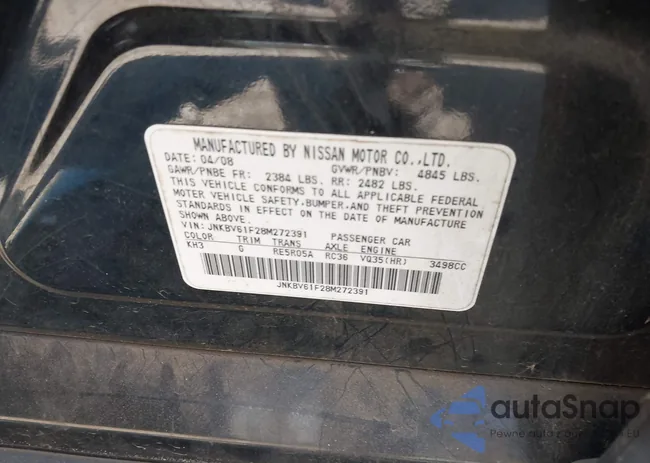 MANUFACTURED BY NISSAN MOTOR CO.,LTD.
DATE: 04/08 GVWR/PNBV: 4845 LBS.
GAWR/PNBE FR: 2384 LBS. RR: 2482 LBS.
THIS VEHICLE CONFORMS TO ALL APPLICABLE FEDERAL
MOTOR VEHICLE SAFETY, BUMPER, AND THEFT PREVENTION
STANDARDS IN EFFECT ON THE DATE OF MANUFACTURE
SHOWN ABOVE.
VIN: JNKBV61F28M272391 PASSENGER CAR
COLOR TRIM TRANS AXLE ENGINE
KH3 G RE5R05A RC36 VQ35(HR) 3498CC
JNKBV61F28M272391
autoSnap
Pewne auto EU